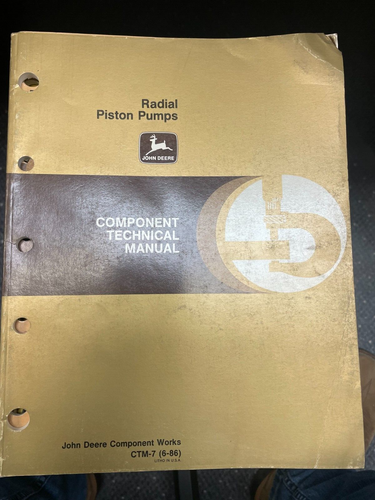 Radial
Piston Pumps
JOHN DEERE
COMPONENT
TECHNICAL
MANUAL
John Deere Component Works
CTM-7 (6-86)